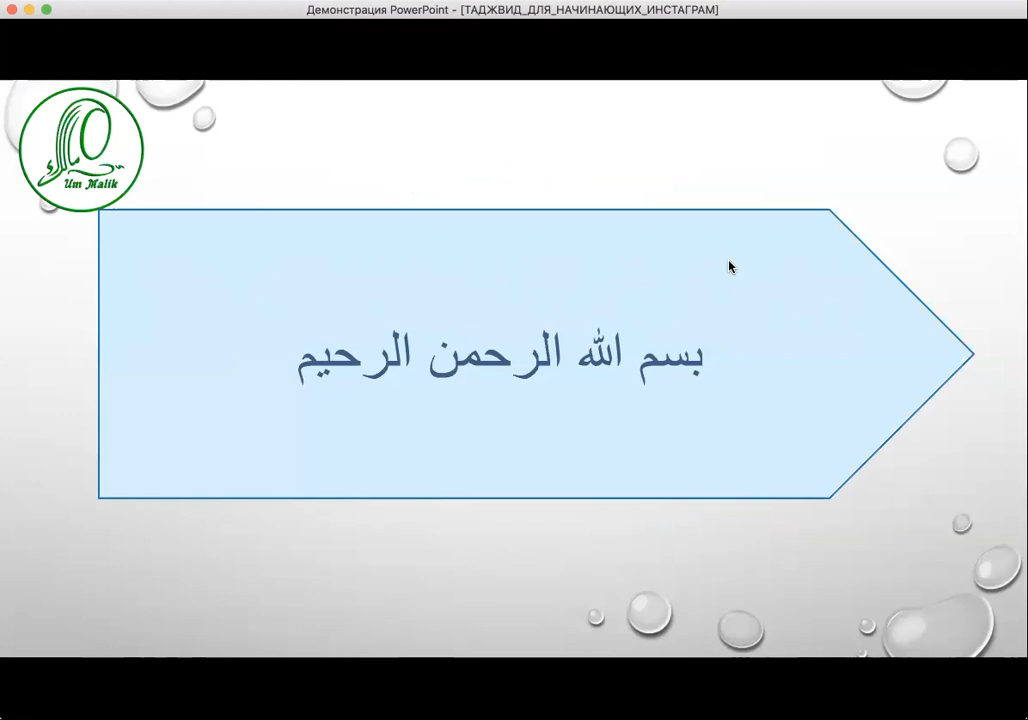 Демонстрация PowerPoint - [ТАДЖВИД_ДЛЯ_НАЧИНАЮЩИХ_ИНСТАГРАМ]
Um Malik
بسم الله الرحمن الرحيم